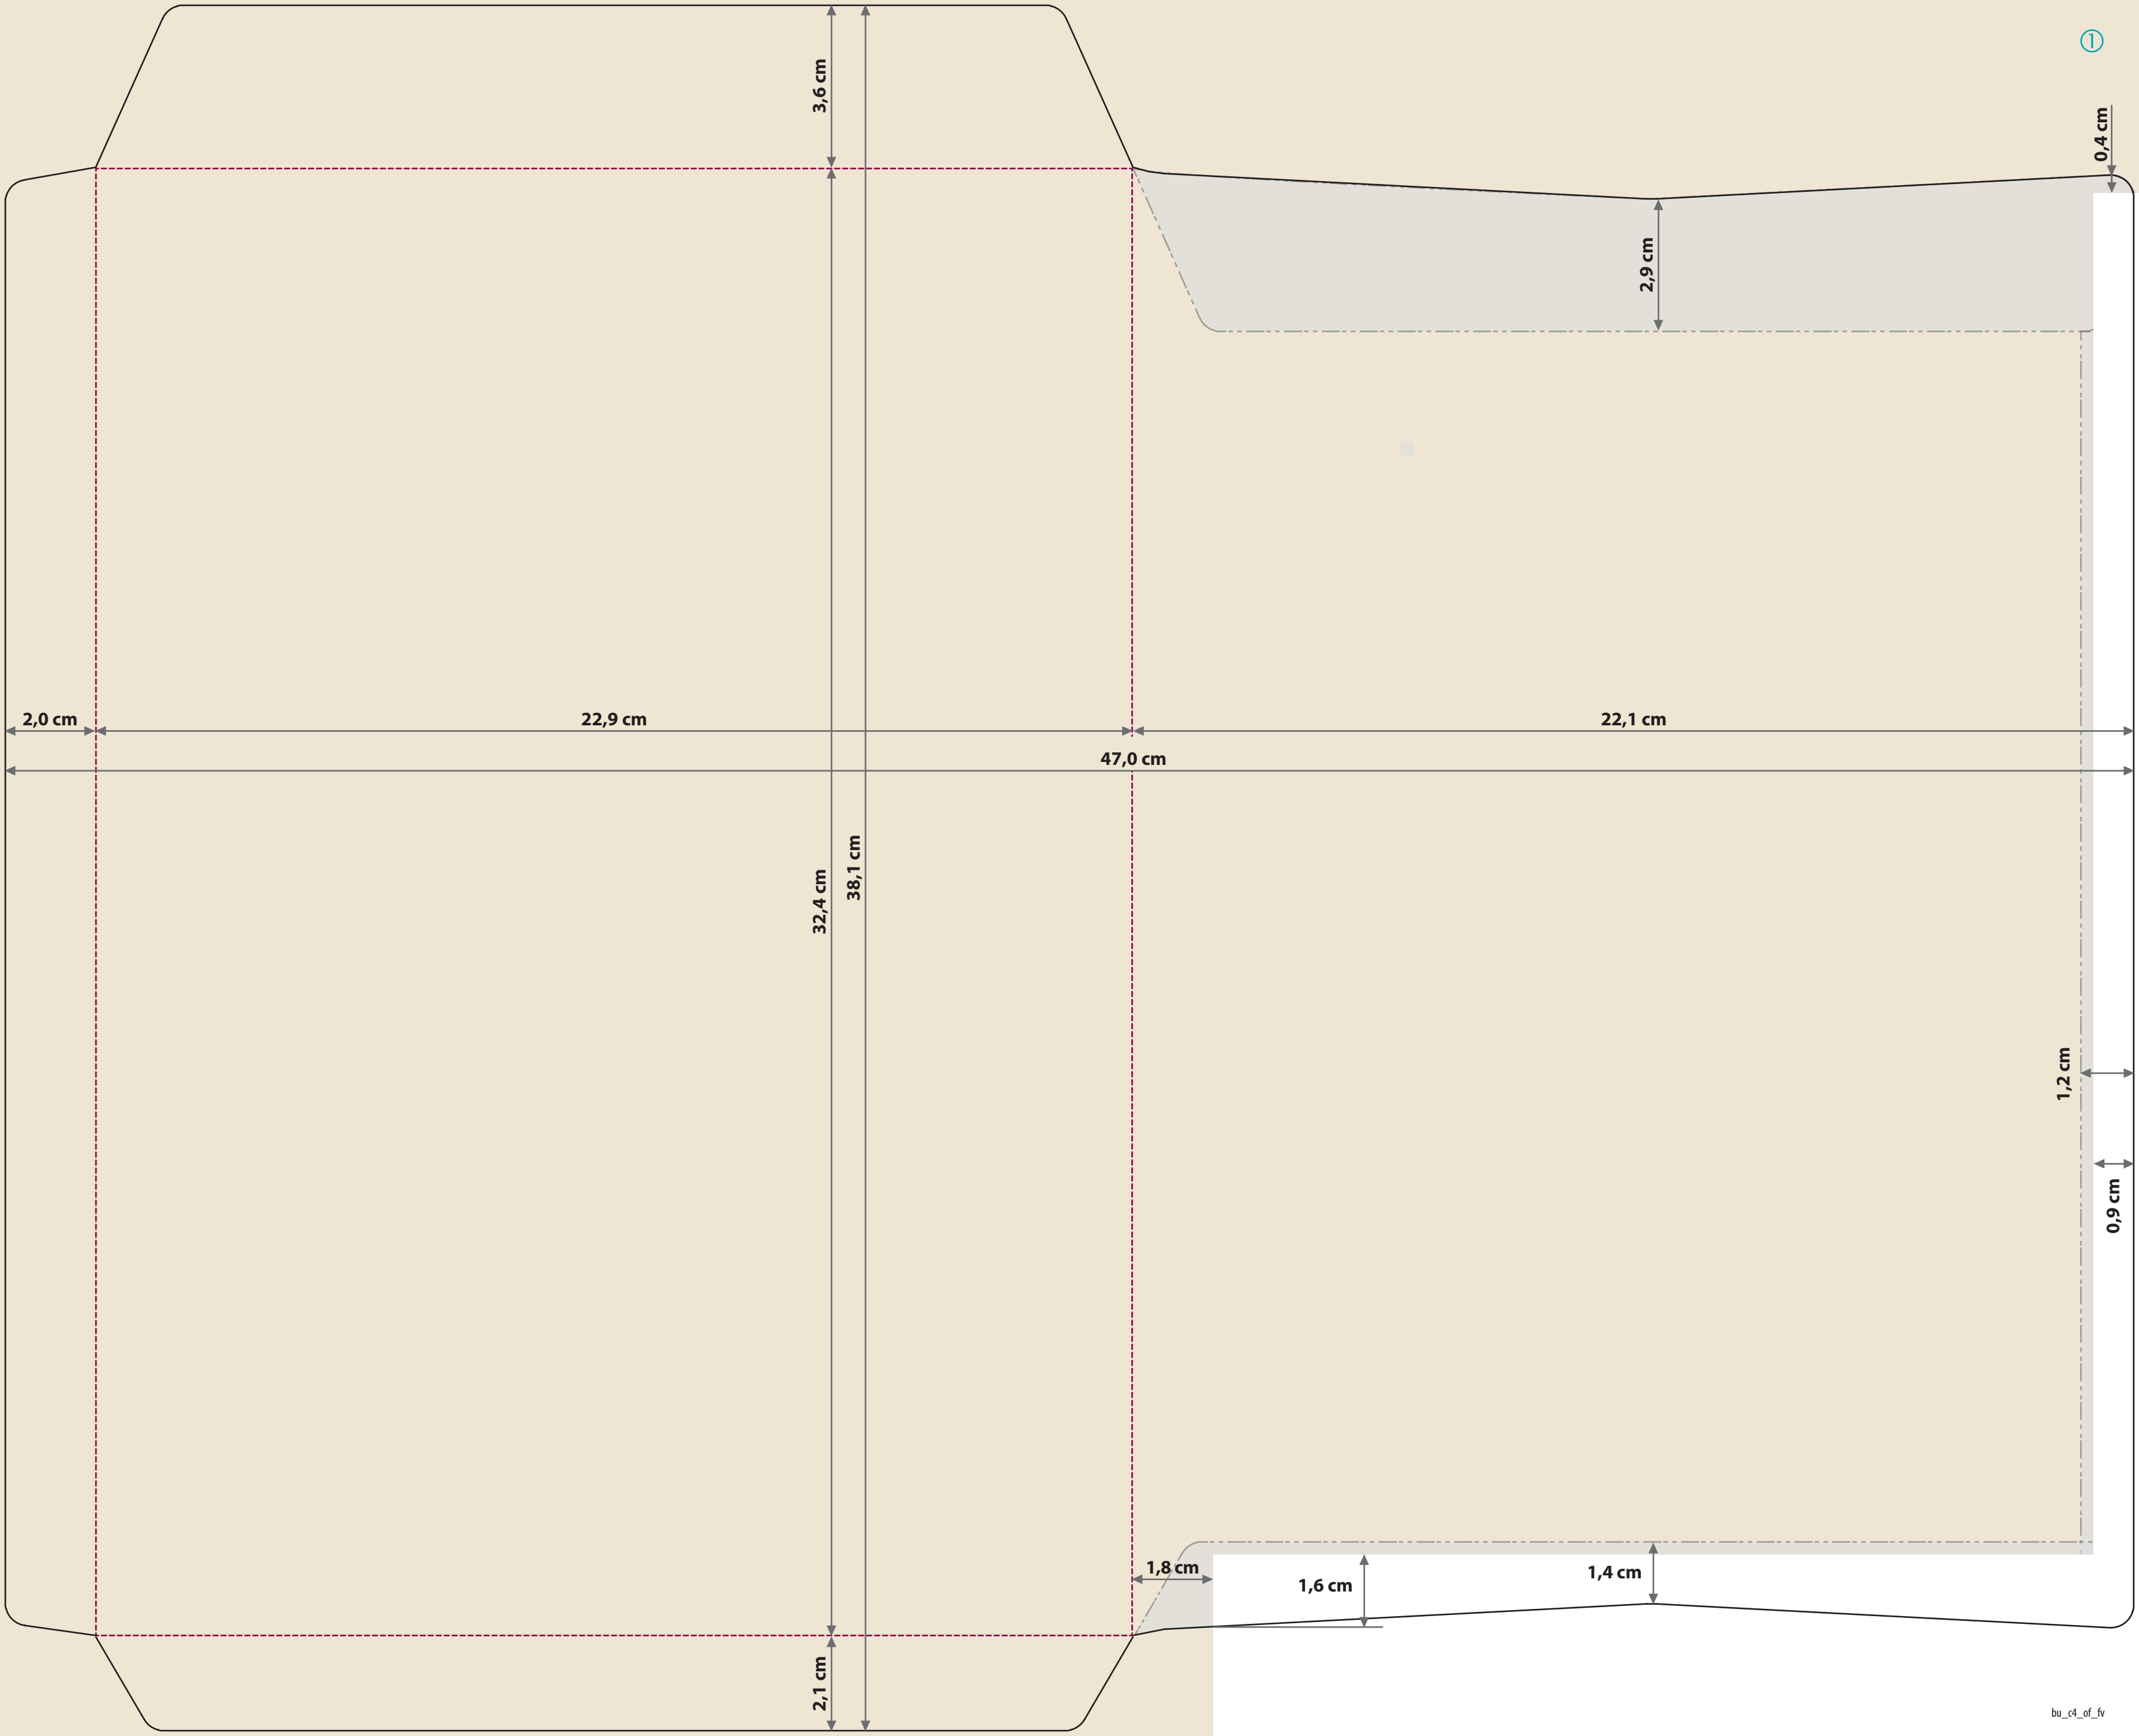 ①
3,6 cm
0,4 cm
2,9 cm
2,0 cm
22,9 cm
22,1 cm
47,0 cm
32,4 cm
38,1 cm
1,2 cm
0,9 cm
1,8 cm
1,6 cm
1,4 cm
2,1 cm
bu_c4_of_fv